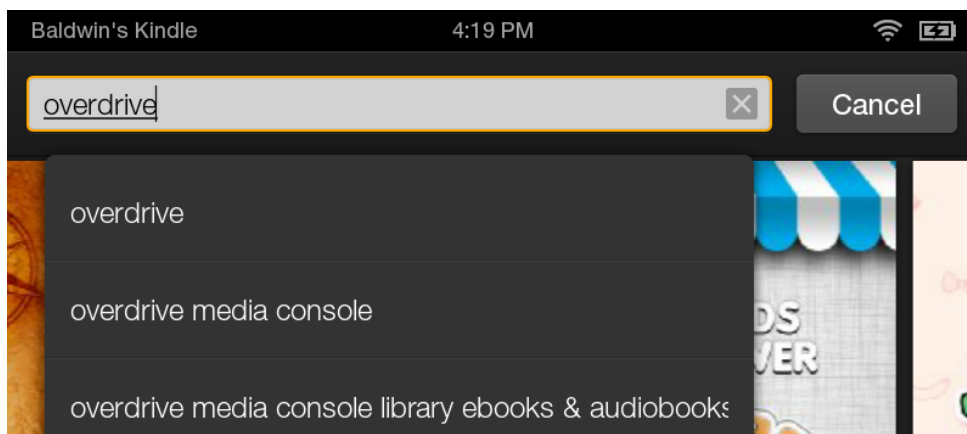 Baldwin's Kindle 4:19 PM
overdrive
Cancel
overdrive
overdrive media console
overdrive media console library ebooks & audiobooks